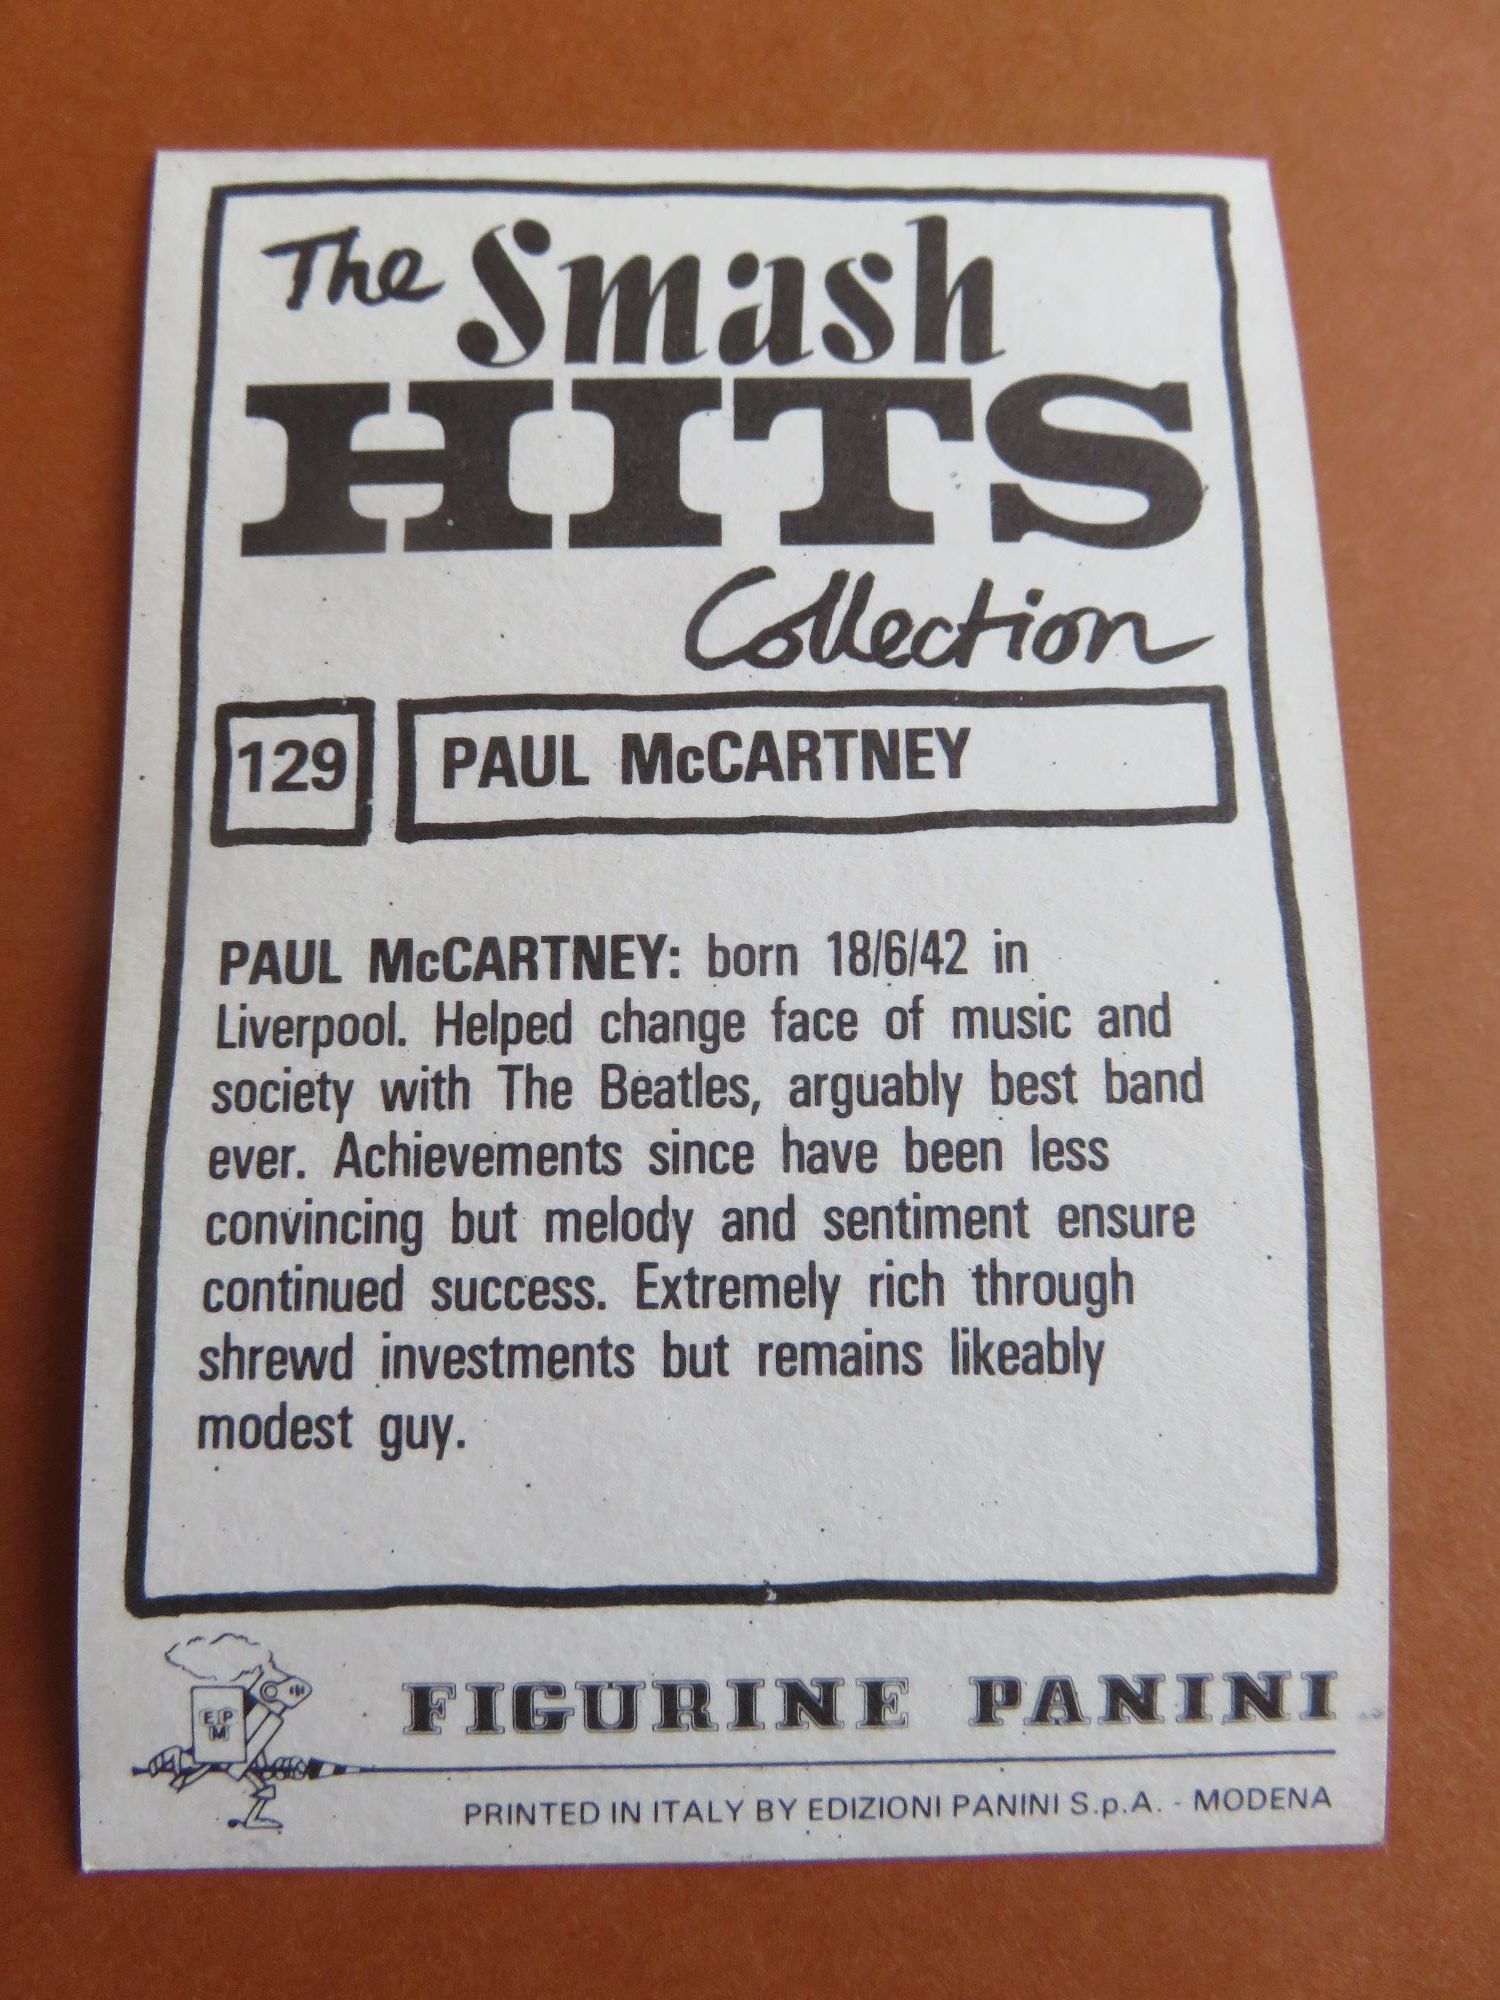 The Smash
HITS
Collection
129 PAUL McCARTNEY
PAUL McCARTNEY: born 18/6/42 in
Liverpool. Helped change face of music and
society with The Beatles, arguably best band
ever. Achievements since have been less
convincing but melody and sentiment ensure
continued success. Extremely rich through
shrewd investments but remains likeably
modest guy.
EP
M
FIGURINE PANINI
PRINTED IN ITALY BY EDIZIONI PANINI S.p.A. - MODENA